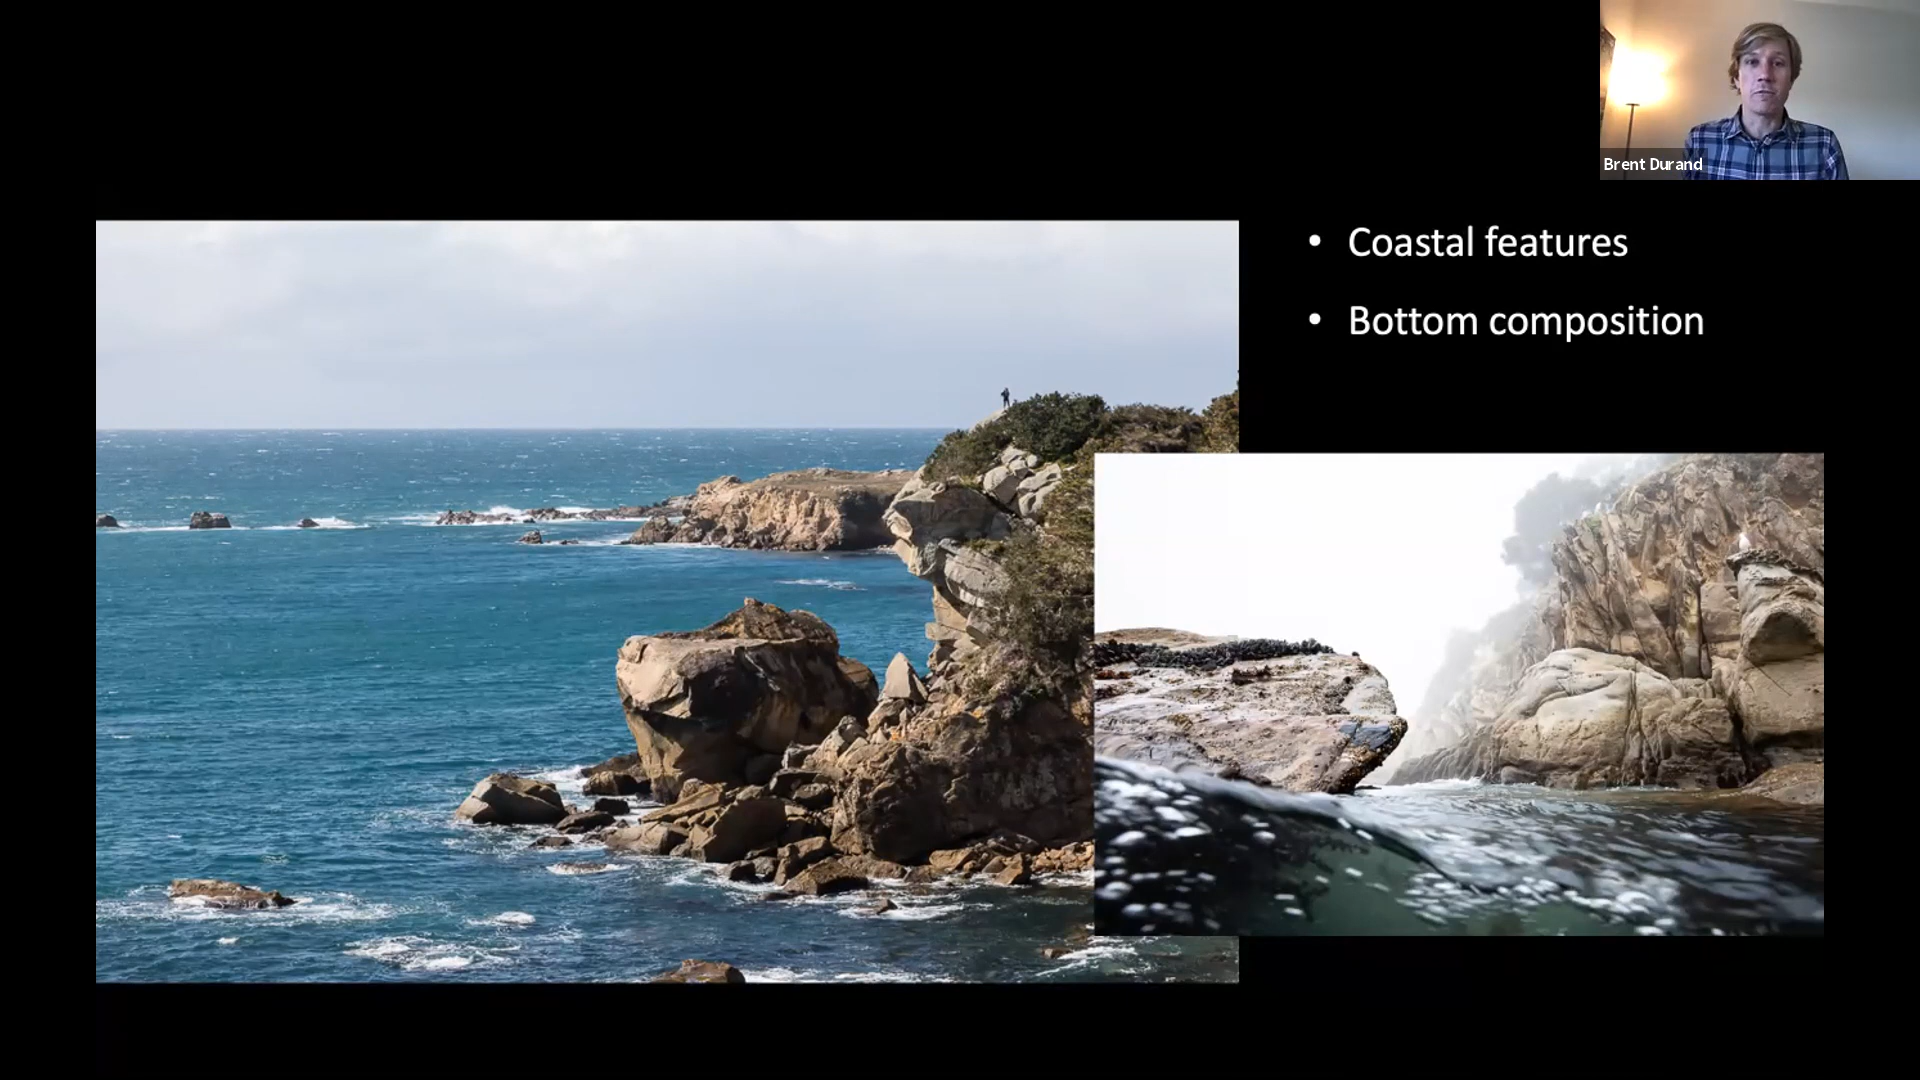 Brent Durand
• Coastal features
• Bottom composition